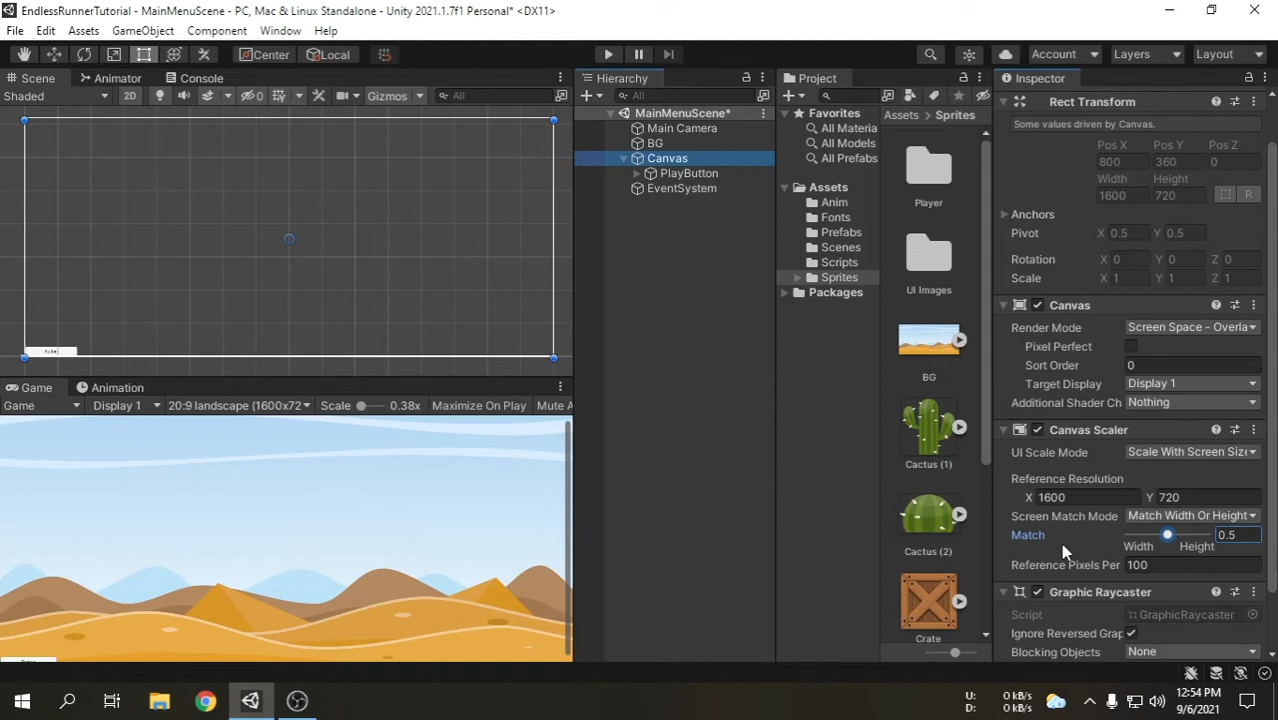 EndlessRunnerTutorial - MainMenuScene - PC, Mac & Linux Standalone - Unity 2021.1.7f1 Personal* <DX11>
File Edit Assets GameObject Component Window Help
Center Local Account Layers Layout
Scene Animator Console
Shaded 2D 0 Gizmos All
Hierarchy
All
MainMenuScene*
Main Camera
BG
Canvas
PlayButton
EventSystem
Game Animation
Game Display 1 20:9 landscape (1600x72 Scale 0.38x Maximize On Play Mute A
Project
Favorites
All Materia
All Models
All Prefabs
Assets
Anim
Fonts
Prefabs
Scenes
Scripts
Sprites
Packages
Assets Sprites
Player
UI Images
BG
Cactus (1)
Cactus (2)
Crate
Inspector
Rect Transform
Some values driven by Canvas.
Pos X Pos Y Pos Z
800 360 0
Width Height
1600 720 R
Anchors
Pivot X 0.5 Y 0.5
Rotation X 0 Y 0 Z 0
Scale X 1 Y 1 Z 1
Canvas
Render Mode Screen Space - Overla
Pixel Perfect
Sort Order 0
Target Display Display 1
Additional Shader Ch Nothing
Canvas Scaler
UI Scale Mode Scale With Screen Size
Reference Resolution
X 1600 Y 720
Screen Match Mode Match Width Or Height
Match 0.5
Width Height
Reference Pixels Per 100
Graphic Raycaster
Script GraphicRaycaster
Ignore Reversed Grap
Blocking Objects None
U: 0 kB/s
D: 0 kB/s
12:54 PM
9/6/2021